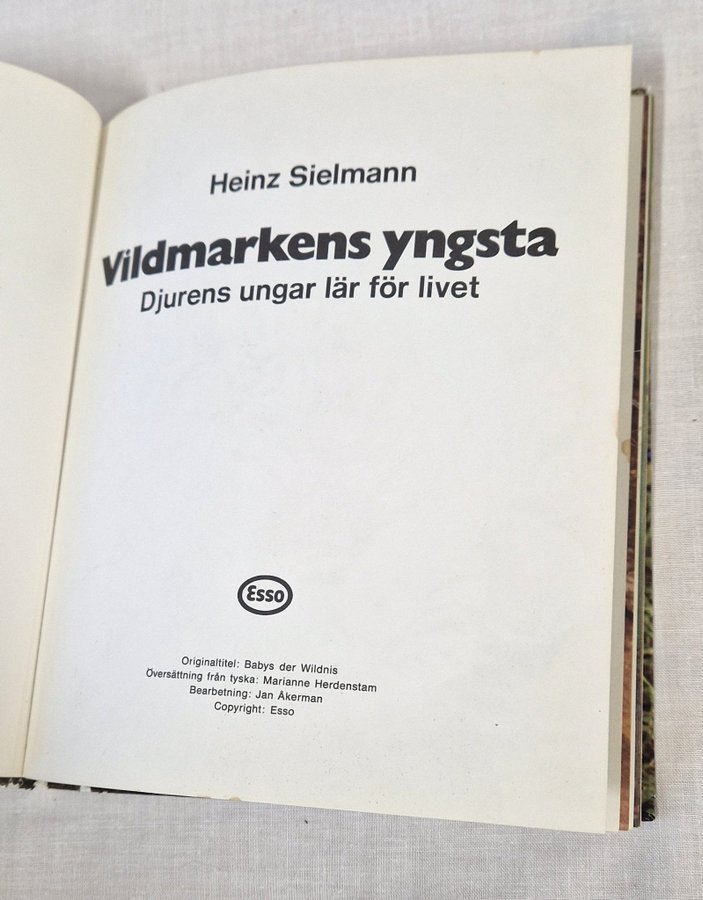 Heinz Sielmann
Vildmarkens yngsta
Djurens ungar lär för livet
Esso
Originaltitel: Babys der Wildnis
Översättning från tyska: Marianne Herdenstam
Bearbetning: Jan Åkerman
Copyright: Esso